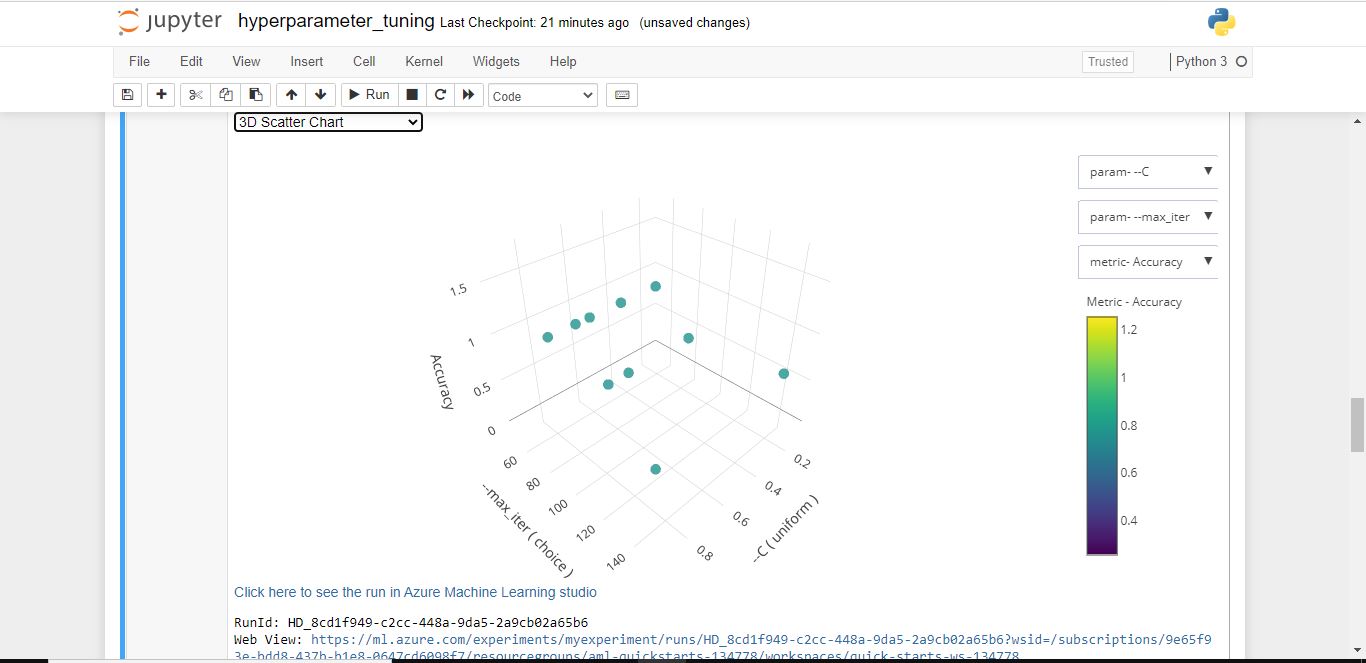 jupyter hyperparameter_tuning Last Checkpoint: 21 minutes ago (unsaved changes)
File Edit View Insert Cell Kernel Widgets Help Trusted Python 3
Run Code
3D Scatter Chart
param- --C
param- --max_iter
metric- Accuracy
Metric - Accuracy
1.2
1
0.8
0.6
0.4
1.5
1
0.5
0
Accuracy
60
80
100
120
140
--max_iter ( choice )
0.2
0.4
0.6
0.8
--C ( uniform )
Click here to see the run in Azure Machine Learning studio
RunId: HD_8cd1f949-c2cc-448a-9da5-2a9cb02a65b6
Web View: https://ml.azure.com/experiments/myexperiment/runs/HD_8cd1f949-c2cc-448a-9da5-2a9cb02a65b6?wsid=/subscriptions/9e65f9
3e-bdd8-437b-b1e8-0647cd6098f7/resourcegroups/aml-quickstarts-134778/workspaces/quick-starts-ws-134778